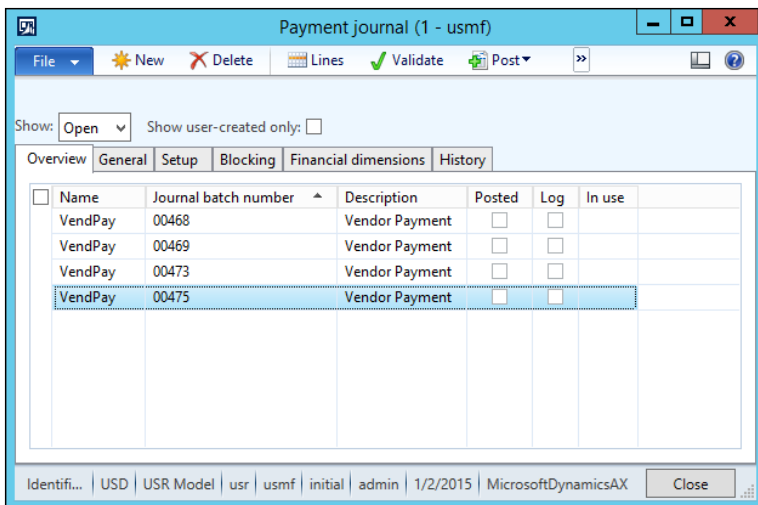 Payment journal (1 - usmf)
File New Delete Lines Validate Post
Show: Open Show user-created only:
Overview General Setup Blocking Financial dimensions History
Name Journal batch number Description Posted Log In use
VendPay 00468 Vendor Payment
VendPay 00469 Vendor Payment
VendPay 00473 Vendor Payment
VendPay 00475 Vendor Payment
Identifi... USD USR Model usr usmf initial admin 1/2/2015 MicrosoftDynamicsAX Close